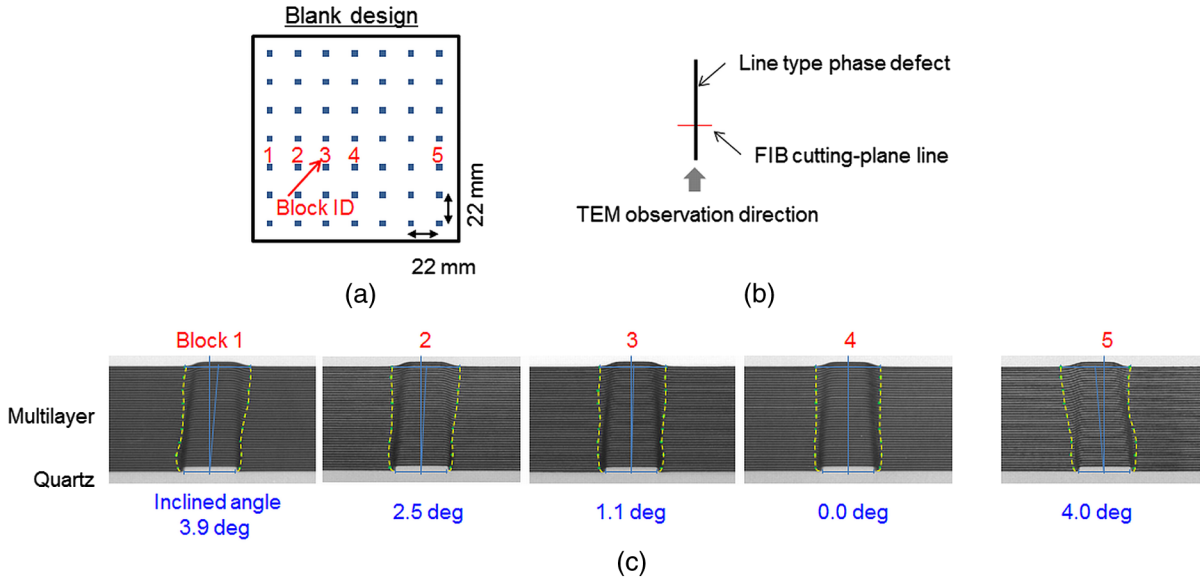 Blank design
1 2 3 4 5
Block ID
22 mm
22 mm
(a)
Line type phase defect
FIB cutting-plane line
TEM observation direction
(b)
Block 1 2 3 4 5
Multilayer
Quartz
Inclined angle
3.9 deg 2.5 deg 1.1 deg 0.0 deg 4.0 deg
(c)